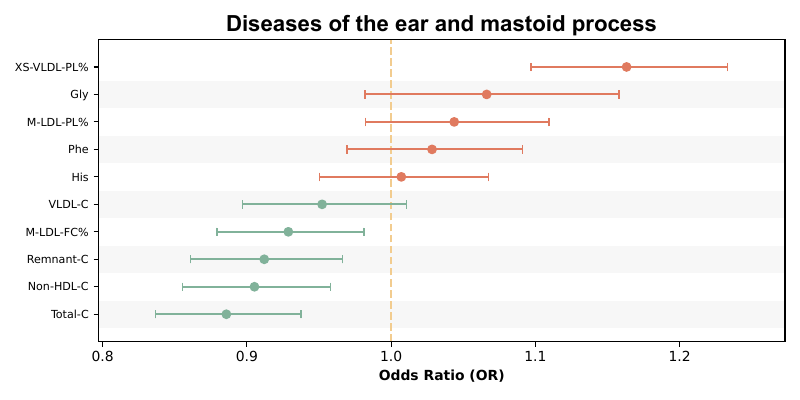 Diseases of the ear and mastoid process
XS-VLDL-PL%
Gly
M-LDL-PL%
Phe
His
VLDL-C
M-LDL-FC%
Remnant-C
Non-HDL-C
Total-C
0.8 0.9 1.0 1.1 1.2
Odds Ratio (OR)